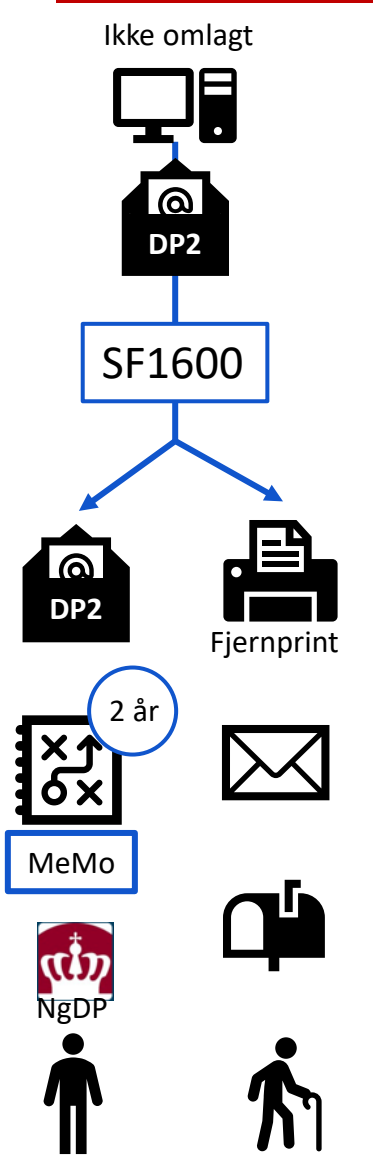 Ikke omlagt
@
DP2
SF1600
@
DP2
Fjernprint
2 år
MeMo
NgDP